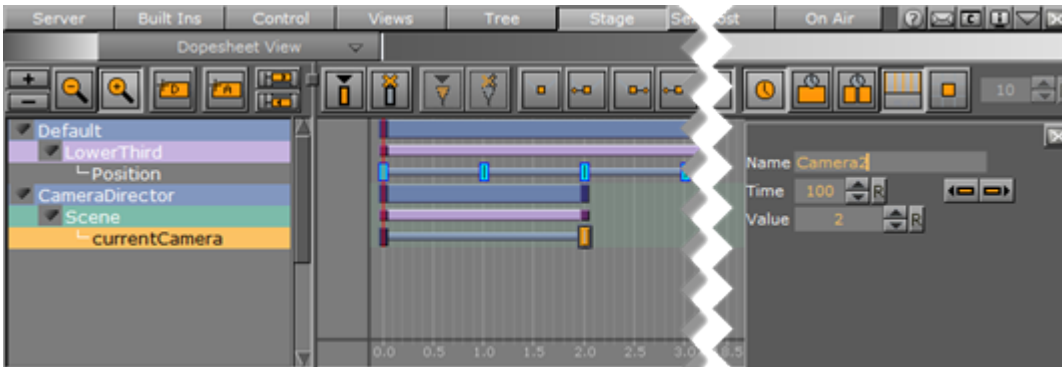 Server Built Ins Control Views Tree Stage On Air
Dopesheet View
10
Default
LowerThird
Position
CameraDirector
Scene
currentCamera
Name Camera2
Time 100 R
Value 2 R
0.0 0.5 1.0 1.5 2.0 2.5 3.0